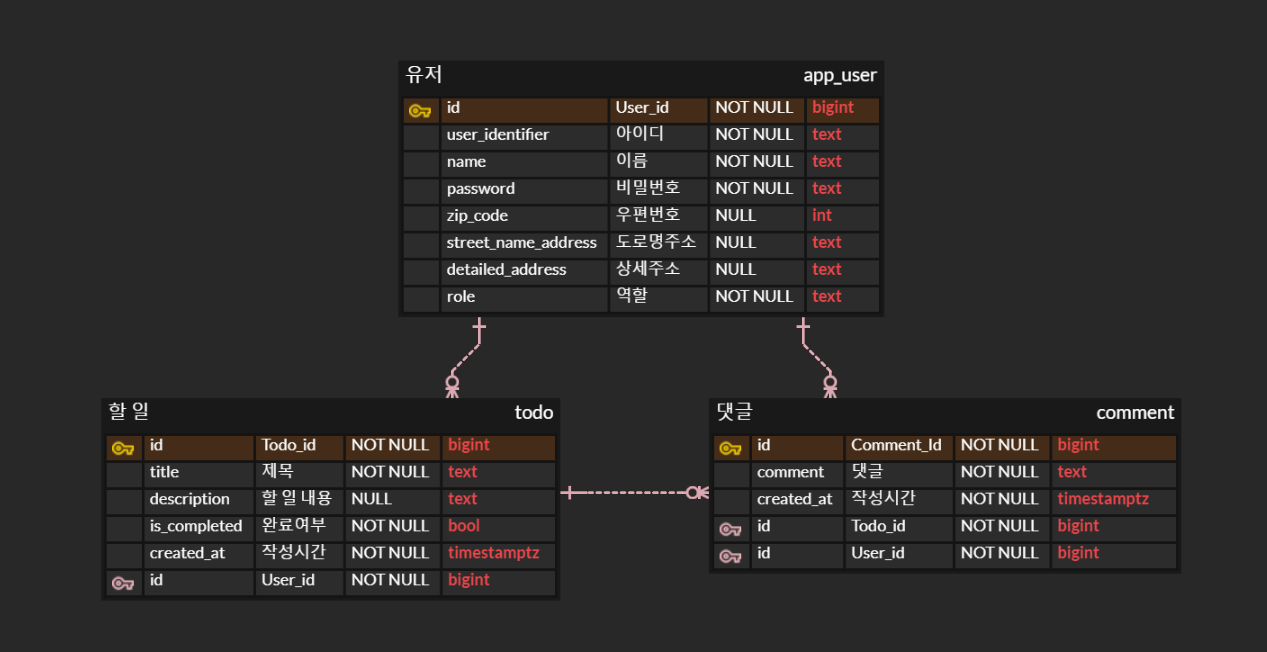 유저 app_user
id User_id NOT NULL bigint
user_identifier 아이디 NOT NULL text
name 이름 NOT NULL text
password 비밀번호 NOT NULL text
zip_code 우편번호 NULL int
street_name_address 도로명주소 NULL text
detailed_address 상세주소 NULL text
role 역할 NOT NULL text
할 일 todo
id Todo_id NOT NULL bigint
title 제목 NOT NULL text
description 할 일 내용 NULL text
is_completed 완료여부 NOT NULL bool
created_at 작성시간 NOT NULL timestamptz
id User_id NOT NULL bigint
댓글 comment
id Comment_Id NOT NULL bigint
comment 댓글 NOT NULL text
created_at 작성시간 NOT NULL timestamptz
id Todo_id NOT NULL bigint
id User_id NOT NULL bigint